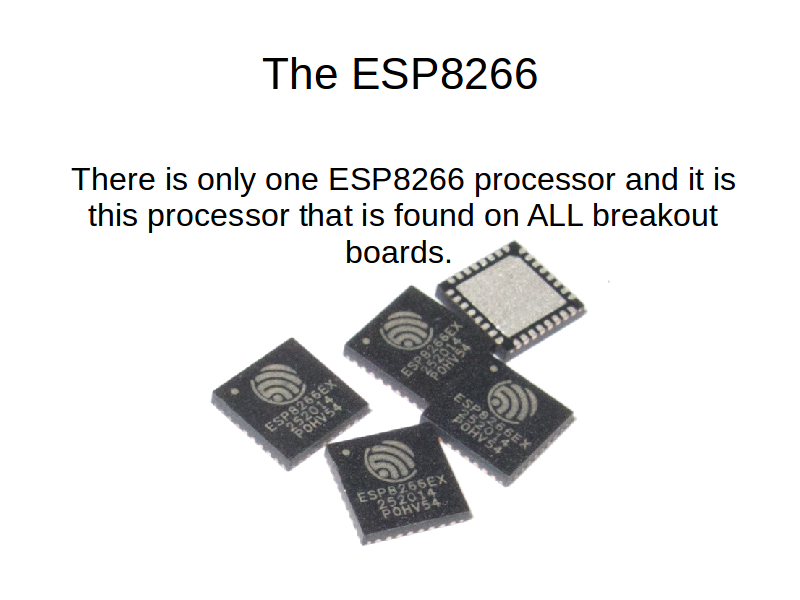 The ESP8266
There is only one ESP8266 processor and it is
this processor that is found on ALL breakout
boards.
ESP8266EX
252014
P0HV54
ESP8266EX
252014
P0HV54
ESP8266EX
252014
P0HV54
ESP8266EX
252014
P0HV54